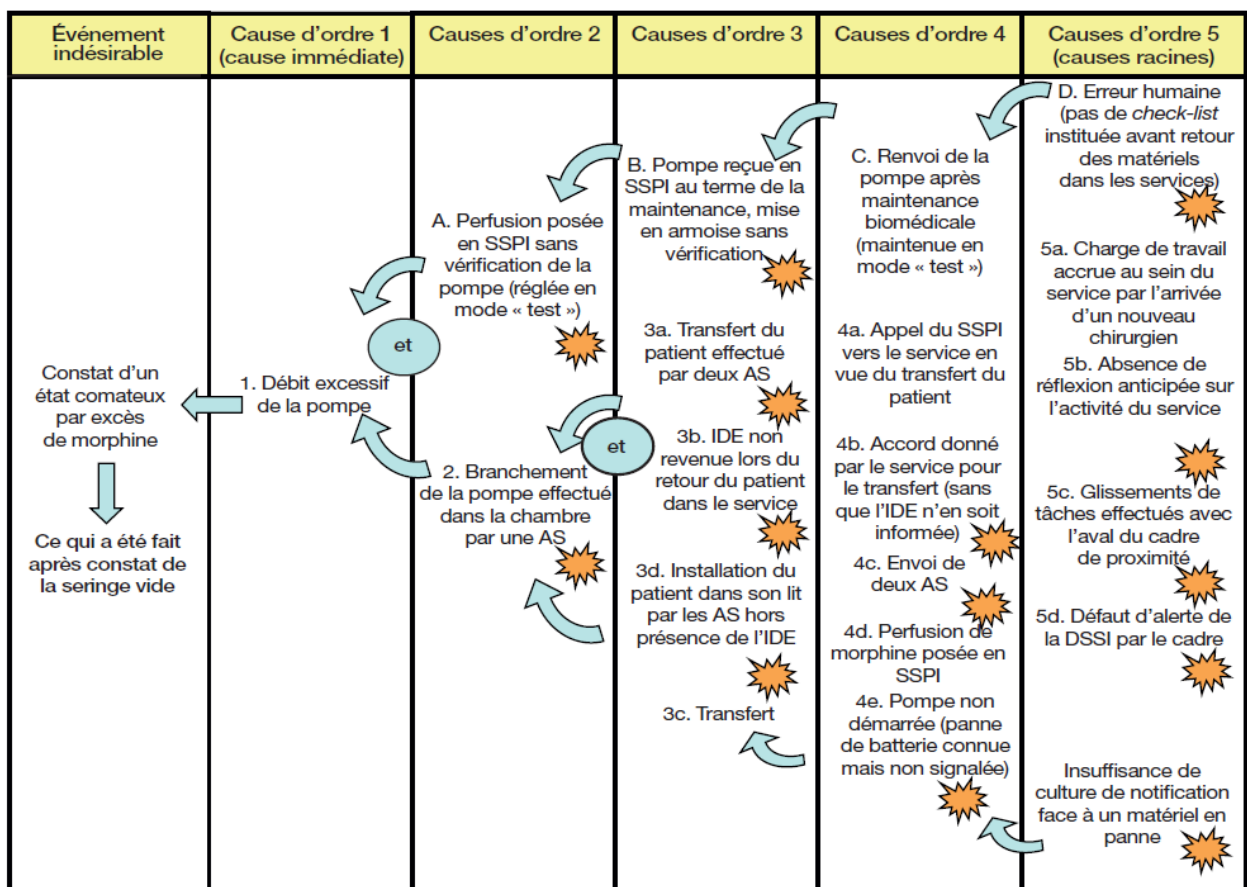 Événement
indésirable
Cause d'ordre 1
(cause immédiate)
Causes d'ordre 2
Causes d'ordre 3
Causes d'ordre 4
Causes d'ordre 5
(causes racines)
Constat d'un
état comateux
par excès
de morphine
Ce qui a été fait
après constat de
la seringue vide
1. Débit excessif
de la pompe
et
A. Perfusion posée
en SSPI sans
vérification de la
pompe (réglée en
mode « test »)
2. Branchement
de la pompe effectué
dans la chambre
par une AS
et
B. Pompe reçue en
SSPI au terme de la
maintenance, mise
en armoise sans
vérification
3a. Transfert du
patient effectué
par deux AS
3b. IDE non
revenue lors du
retour du patient
dans le service
3d. Installation du
patient dans son lit
par les AS hors
présence de l'IDE
3c. Transfert
C. Renvoi de la
pompe après
maintenance
biomédicale
(maintenue en
mode « test »)
4a. Appel du SSPI
vers le service en
vue du transfert du
patient
4b. Accord donné
par le service pour
le transfert (sans
que l'IDE n'en soit
informée)
4c. Envoi de
deux AS
4d. Perfusion de
morphine posée en
SSPI
4e. Pompe non
démarrée (panne
de batterie connue
mais non signalée)
D. Erreur humaine
(pas de check-list
instituée avant retour
des matériels
dans les services)
5a. Charge de travail
accrue au sein du
service par l'arrivée
d'un nouveau
chirurgien
5b. Absence de
réflexion anticipée sur
l'activité du service
5c. Glissements de
tâches effectués avec
l'aval du cadre
de proximité
5d. Défaut d'alerte de
la DSSI par le cadre
Insuffisance de
culture de notification
face à un matériel en
panne